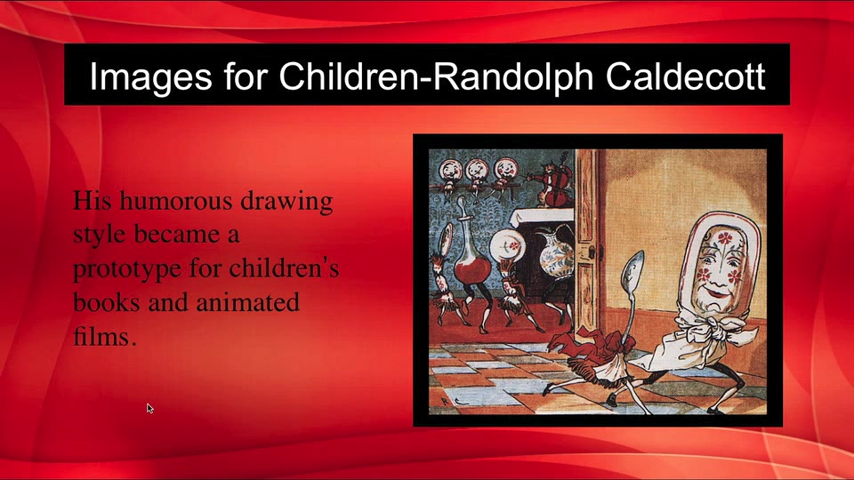 Images for Children-Randolph Caldecott
His humorous drawing
style became a
prototype for children's
books and animated
films.